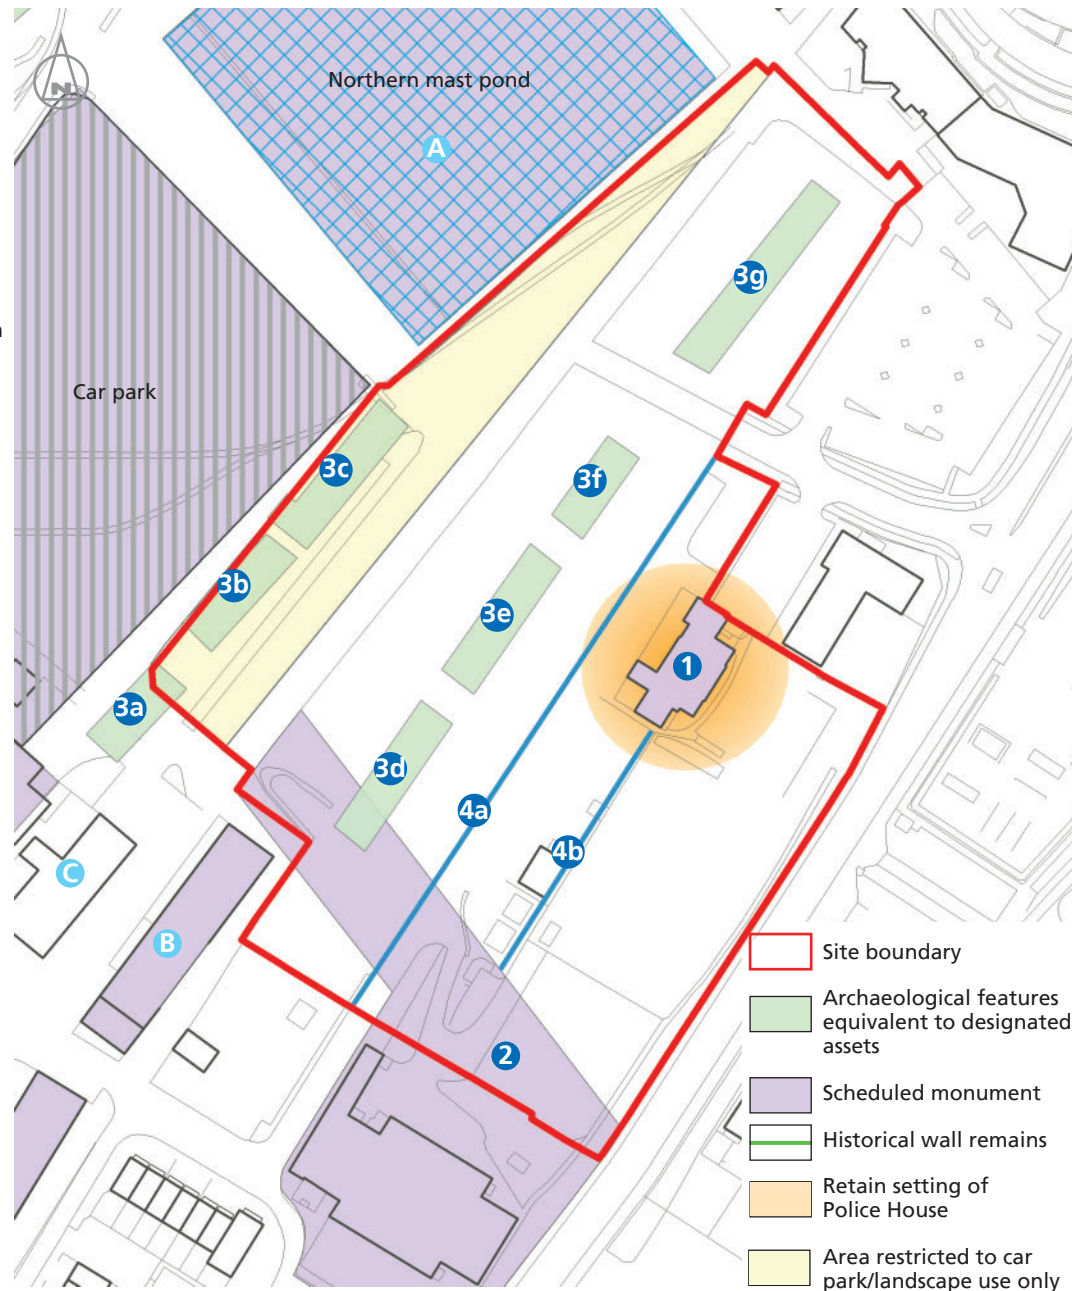 Northern mast pond
N
A
Car park
3g
3c
3f
3b
3e
1
3a
3d
4a
4b
C
B
2
Site boundary
Archaeological features
equivalent to designated
assets
Scheduled monument
Historical wall remains
Retain setting of
Police House
Area restricted to car
park/landscape use only